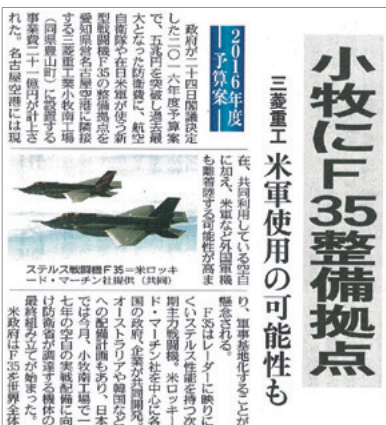 小牧にF35整備拠点
三菱重工 米軍使用の可能性も
2016年度
―予算案―
政府が二十四日閣議決定
した二〇一六年度予算案
で、五兆円を突破し過去最
大となった防衛費に、航空
自衛隊や在日米軍が使う新
型戦闘機F35の整備拠点を
愛知県営名古屋空港に隣接
する三菱重工業小牧南工場
(同県豊山町)に設置する
事業費二十一億円が計上さ
れた。名古屋空港には現
在、共同利用している空自
に加え、米軍など外国軍機
も離着陸する可能性が高ま
り、軍事基地化することが
懸念される。
F35はレーダーに映りに
くいステルス性能を持つ次
期主力戦闘機。米ロッキー
ド・マーチン社を中心に各
国の政府、企業が共同開発。
オーストラリアや韓国など
への配備計画もあり、日本
では今月、小牧南工場で一
七年の空自の実戦配備に向
け防衛省が調達する機体の
最終組み立てが始まった。
米政府はF35を世界全体
ステルス戦闘機F35＝米ロッキ
ード・マーチン社提供（共同）